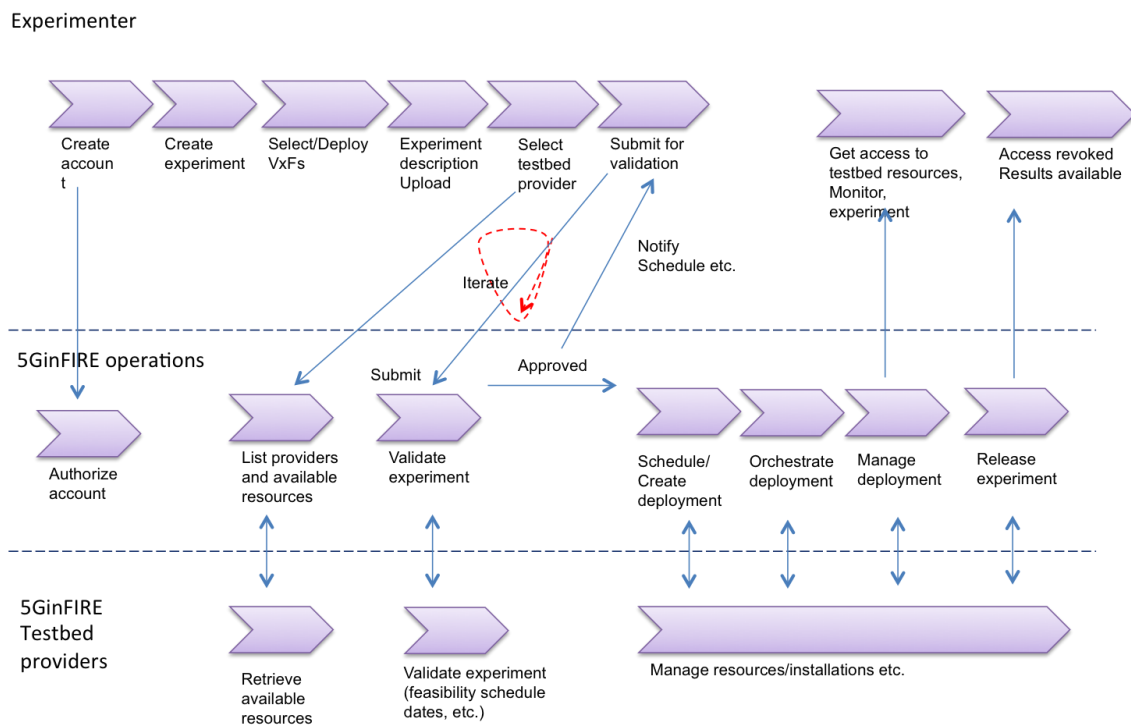 Experimenter
Create
accoun
t
Create
experiment
Select/Deploy
VxFs
Experiment
description
Upload
Select
testbed
provider
Submit for
validation
Get access to
testbed resources,
Monitor,
experiment
Access revoked
Results available
Notify
Schedule etc.
Iterate
5GinFIRE operations
Submit
Approved
Authorize
account
List providers
and available
resources
Validate
experiment
Schedule/
Create
deployment
Orchestrate
deployment
Manage
deployment
Release
experiment
5GinFIRE
Testbed
providers
Retrieve
available
resources
Validate experiment
(feasibility schedule
dates, etc.)
Manage resources/installations etc.